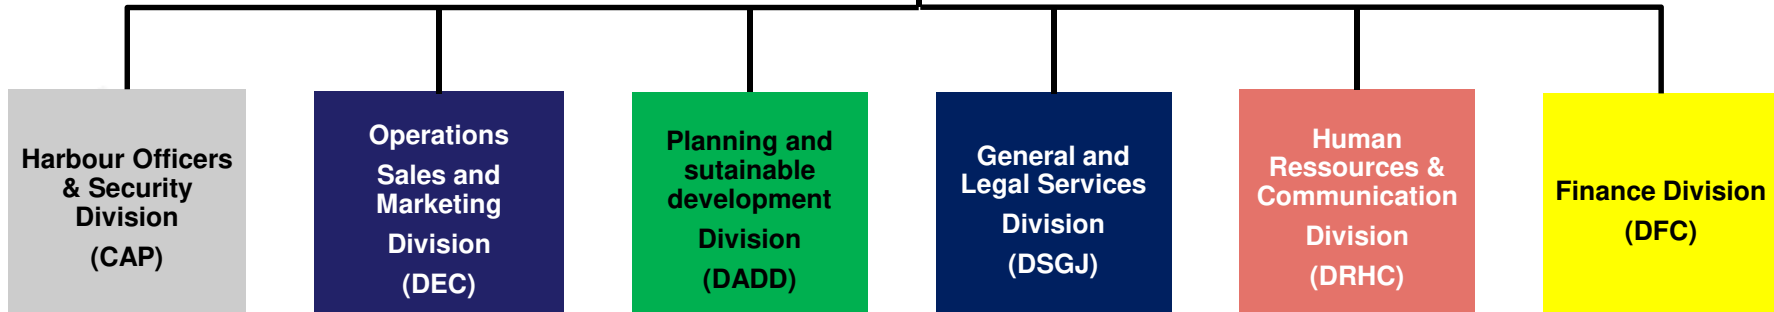 Harbour Officers
& Security
Division
(CAP)
Operations
Sales and
Marketing
Division
(DEC)
Planning and
sutainable
development
Division
(DADD)
General and
Legal Services
Division
(DSGJ)
Human
Ressources &
Communication
Division
(DRHC)
Finance Division
(DFC)